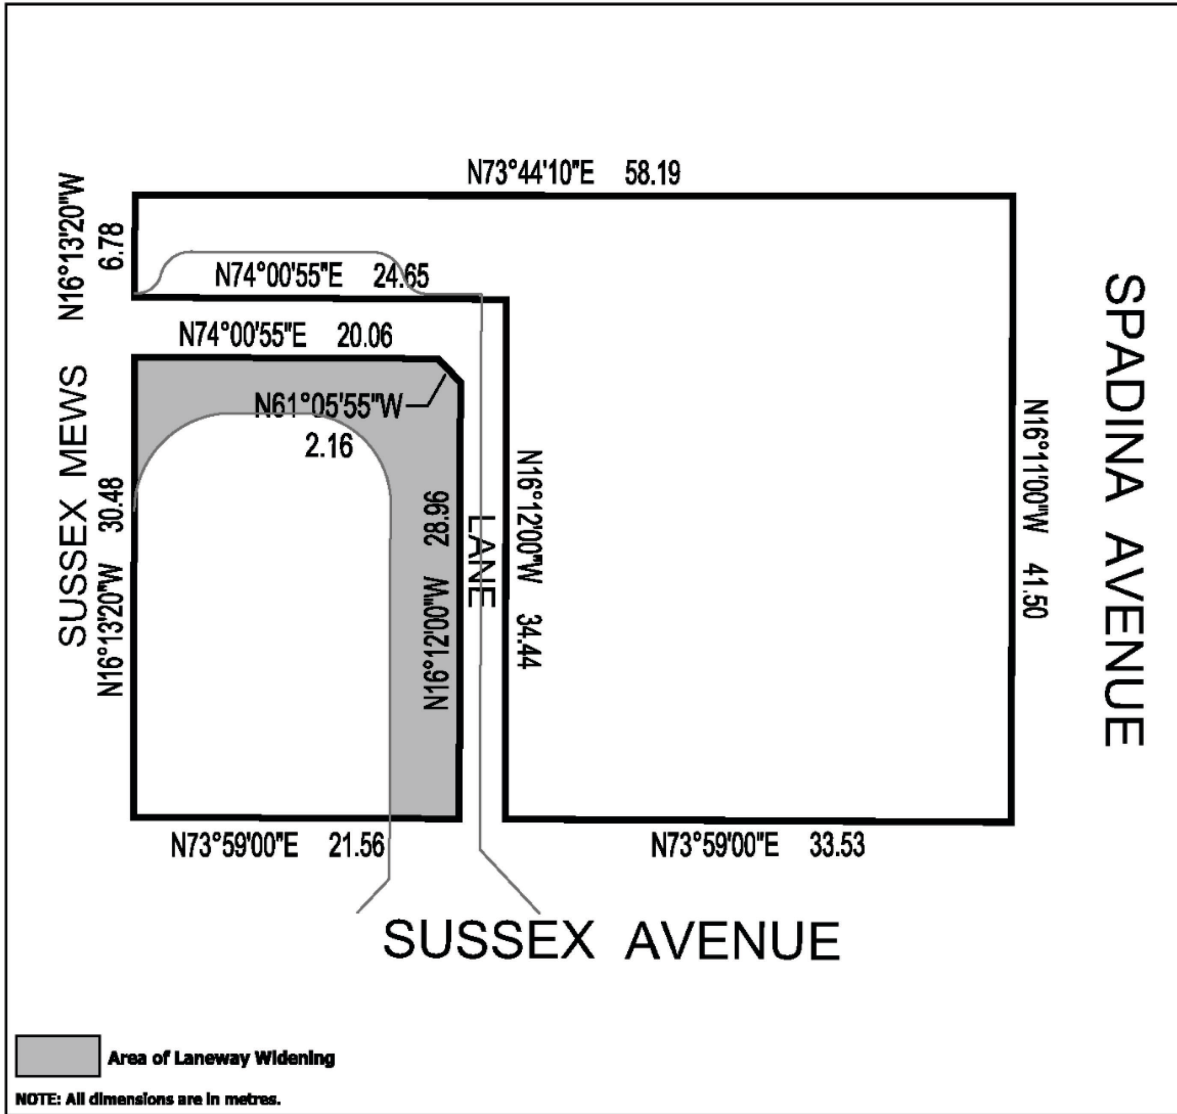 N73°44'10"E 58.19
N16°13'20"W
6.78
N74°00'55"E 24.65
N74°00'55"E 20.06
N61°05'55"W
2.16
SUSSEX MEWS
N16°13'20"W 30.48
N16°12'00"W 28.96
LANE
N16°12'00"W 34.44
N16°11'00"W 41.50
SPADINA AVENUE
N73°59'00"E 21.56
N73°59'00"E 33.53
SUSSEX AVENUE
Area of Laneway Widening
NOTE: All dimensions are in metres.